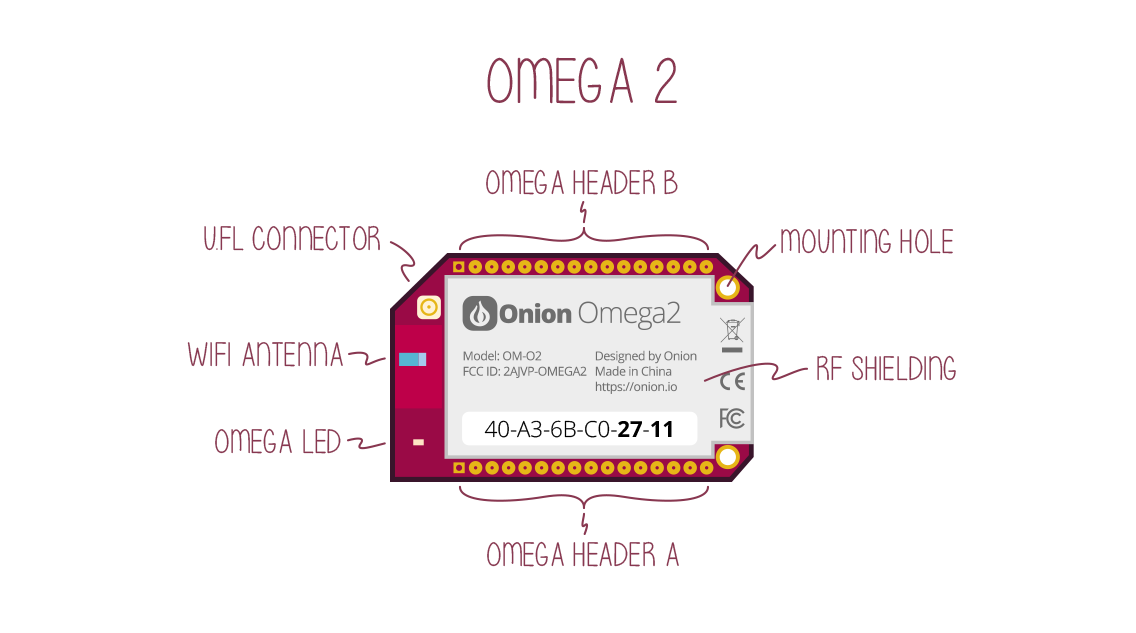 OMEGA 2
OMEGA HEADER B
U.FL CONNECTOR
MOUNTING HOLE
Onion Omega2
WIFI ANTENNA
Model: OM-O2
FCC ID: 2AJVP-OMEGA2
Designed by Onion
Made in China
https://onion.io
RF SHIELDING
CE
FC
40-A3-6B-C0-27-11
OMEGA LED
OMEGA HEADER A